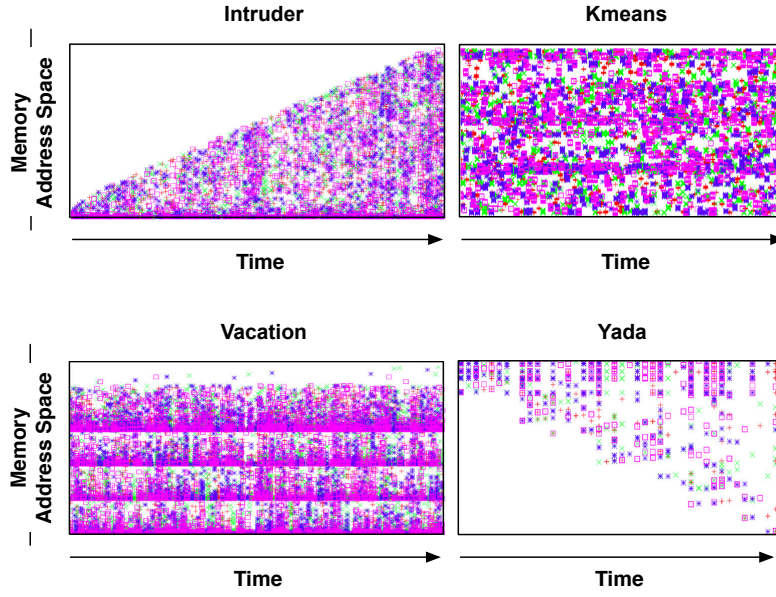 Intruder
Kmeans
Memory
Address Space
Time
Time
Vacation
Yada
Memory
Address Space
Time
Time